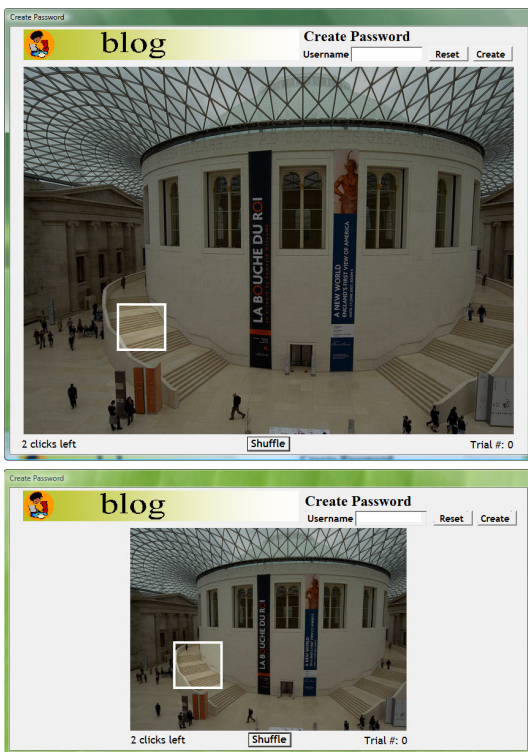 Create Password
blog
Create Password
Username
Reset
Create
LA BOUCHE DU ROI
A NEW WORLD
ENGLAND'S FIRST VIEW OF AMERICA
2 clicks left
Shuffle
Trial #: 0
Create Password
blog
Create Password
Username
Reset
Create
LA BOUCHE DU ROI
A NEW WORLD
2 clicks left
Shuffle
Trial #: 0